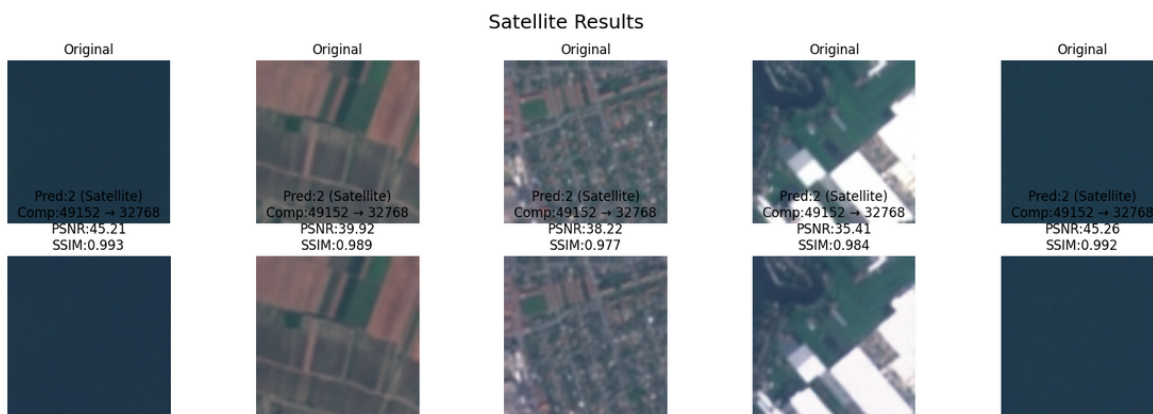 Satellite Results
Original
Original
Original
Original
Original
Pred:2 (Satellite)
Comp:49152 → 32768
PSNR:45.21
SSIM:0.993
Pred:2 (Satellite)
Comp:49152 → 32768
PSNR:39.92
SSIM:0.989
Pred:2 (Satellite)
Comp:49152 → 32768
PSNR:38.22
SSIM:0.977
Pred:2 (Satellite)
Comp:49152 → 32768
PSNR:35.41
SSIM:0.984
Pred:2 (Satellite)
Comp:49152 → 32768
PSNR:45.26
SSIM:0.992